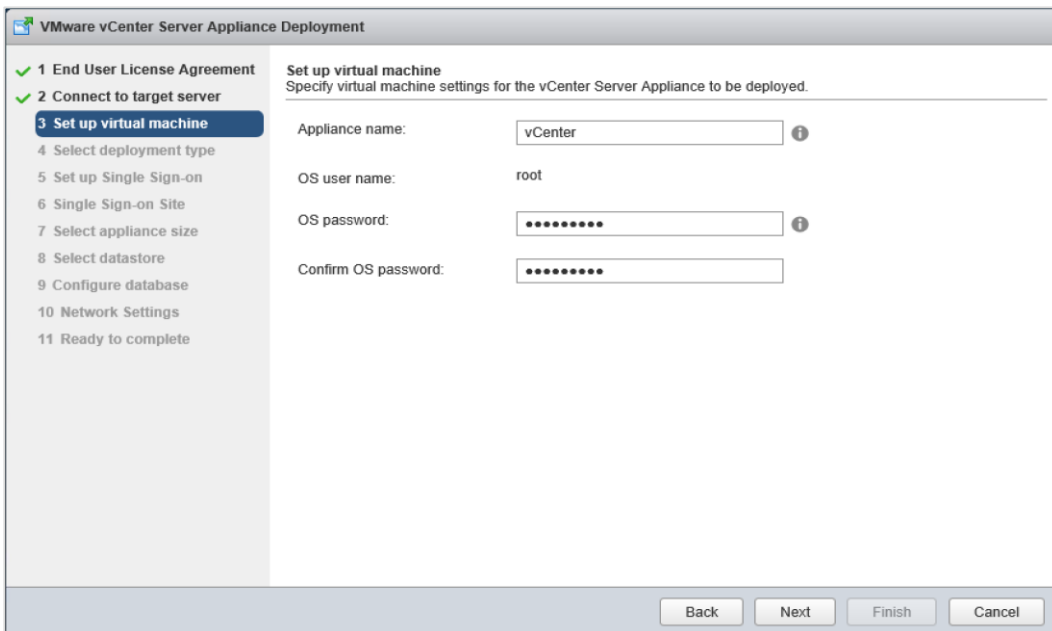 VMware vCenter Server Appliance Deployment
1 End User License Agreement
2 Connect to target server
3 Set up virtual machine
4 Select deployment type
5 Set up Single Sign-on
6 Single Sign-on Site
7 Select appliance size
8 Select datastore
9 Configure database
10 Network Settings
11 Ready to complete
Set up virtual machine
Specify virtual machine settings for the vCenter Server Appliance to be deployed.
Appliance name: vCenter
OS user name: root
OS password: ●●●●●●●●●
Confirm OS password: ●●●●●●●●●
Back Next Finish Cancel